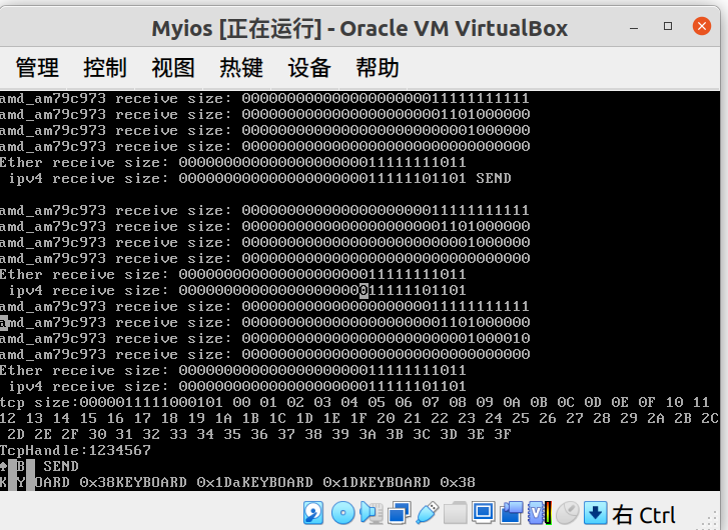 Myios [正在运行] - Oracle VM VirtualBox
管理 控制 视图 热键 设备 帮助
amd_am79c973 receive size: 00000000000000000000011111111111
amd_am79c973 receive size: 00000000000000000000001101000000
amd_am79c973 receive size: 00000000000000000000000001000000
amd_am79c973 receive size: 00000000000000000000000000000000
Ether receive size: 00000000000000000000011111111011
ipv4 receive size: 00000000000000000000011111101101 SEND
amd_am79c973 receive size: 00000000000000000000011111111111
amd_am79c973 receive size: 00000000000000000000001101000000
amd_am79c973 receive size: 00000000000000000000000001000000
amd_am79c973 receive size: 00000000000000000000000000000000
Ether receive size: 00000000000000000000011111111011
ipv4 receive size: 00000000000000000000011111101101
amd_am79c973 receive size: 00000000000000000000011111111111
amd_am79c973 receive size: 00000000000000000000001101000000
amd_am79c973 receive size: 00000000000000000000000001000010
amd_am79c973 receive size: 00000000000000000000000000000000
Ether receive size: 00000000000000000000011111111011
ipv4 receive size: 00000000000000000000011111101101
tcp size:0000011111000101 00 01 02 03 04 05 06 07 08 09 0A 0B 0C 0D 0E 0F 10 11
12 13 14 15 16 17 18 19 1A 1B 1C 1D 1E 1F 20 21 22 23 24 25 26 27 28 29 2A 2B 2C
2D 2E 2F 30 31 32 33 34 35 36 37 38 39 3A 3B 3C 3D 3E 3F
TcpHandle:1234567
B SEND
KEYBOARD 0x38KEYBOARD 0x1DaKEYBOARD 0x1DKEYBOARD 0x38
右 Ctrl